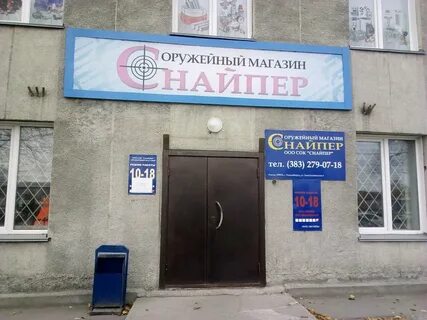 ОРУЖЕЙНЫЙ МАГАЗИН
СНАЙПЕР
ОРУЖЕЙНЫЙ МАГАЗИН
СНАЙПЕР
ООО СОК "СНАЙПЕР"
тел. (383) 279-07-18
10-18
10-18